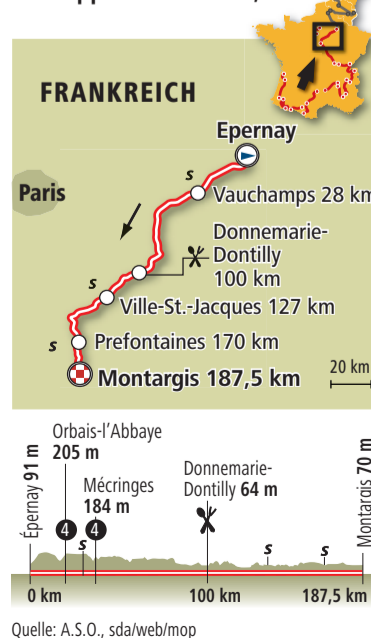 FRANKREICH
Epernay
Paris
s
Vauchamps 28 km
Donnemarie-
Dontilly
100 km
s
Ville-St.-Jacques 127 km
s
Prefontaines 170 km
20 km
Montargis 187,5 km
Orbais-l'Abbaye
205 m
Épernay 91 m
Mécringes
184 m
Donnemarie-
Dontilly 64 m
Montargis 70 m
4
s
4
s
s
0 km
100 km
187,5 km
Quelle: A.S.O., sda/web/mop